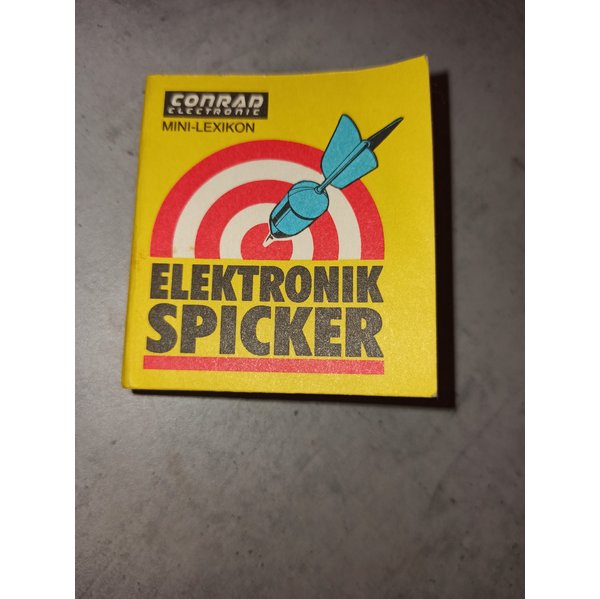 CONRAD
ELECTRONIC
MINI-LEXIKON
ELEKTRONIK
SPICKER